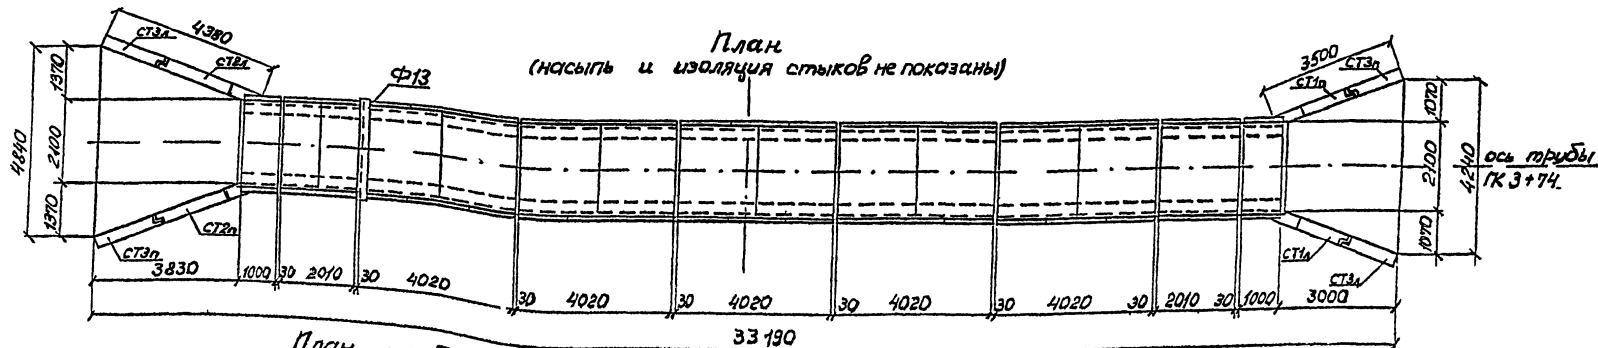 План
(насыпь и изоляция стыков не показаны)
4380
СТ3л
СТ2л
Ф13
3500
СТ1п
СТ3п
4840
1370
2100
1370
1070
2100
1070
4240
ось трубы
ПК 3+74.
СТ2п
СТ3п
СТ1л
СТ3л
3830 1000 30 2010 30 4020 30 4020 30 4020 30 4020 30 4020 30 2010 30 1000 3000
33190
План